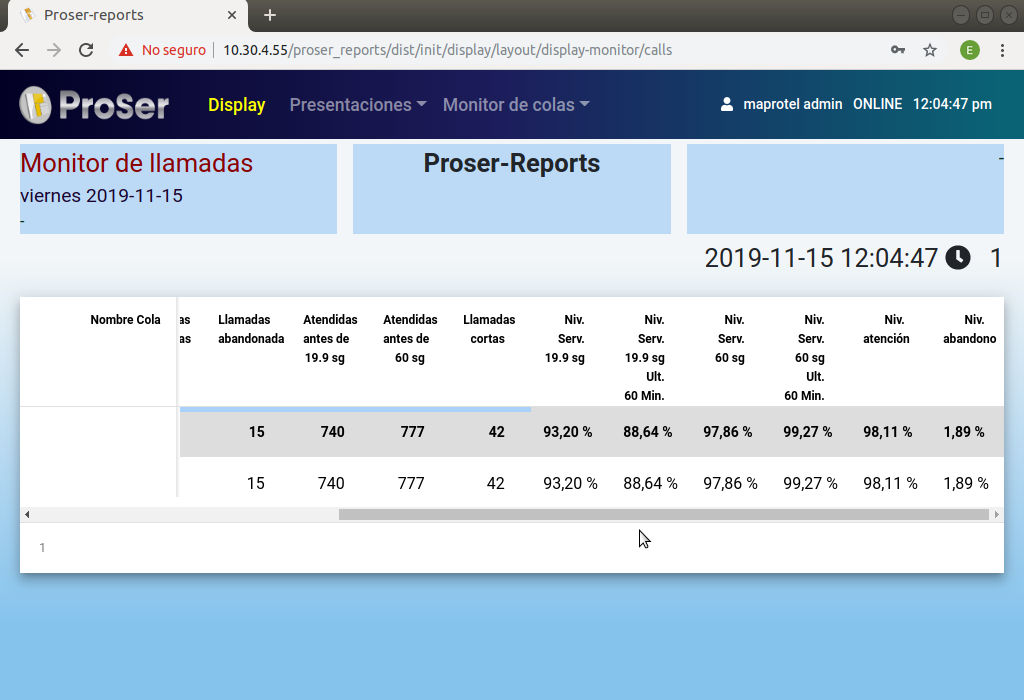 Proser-reports
No seguro
10.30.4.55/proser_reports/dist/init/display/layout/display-monitor/calls
E
ProSer
Display
Presentaciones
Monitor de colas
maprotel admin
ONLINE
12:04:47 pm
Monitor de llamadas
viernes 2019-11-15
-
Proser-Reports
-
2019-11-15 12:04:47
1
Nombre Cola
as
as
Llamadas
abandonada
Atendidas
antes de
19.9 sg
Atendidas
antes de
60 sg
Llamadas
cortas
Niv.
Serv.
19.9 sg
Niv.
Serv.
19.9 sg
Ult.
60 Min.
Niv.
Serv.
60 sg
Niv.
Serv.
60 sg
Ult.
60 Min.
Niv.
atención
Niv.
abandono
15 740 777 42 93,20 % 88,64 % 97,86 % 99,27 % 98,11 % 1,89 %
15 740 777 42 93,20 % 88,64 % 97,86 % 99,27 % 98,11 % 1,89 %
1